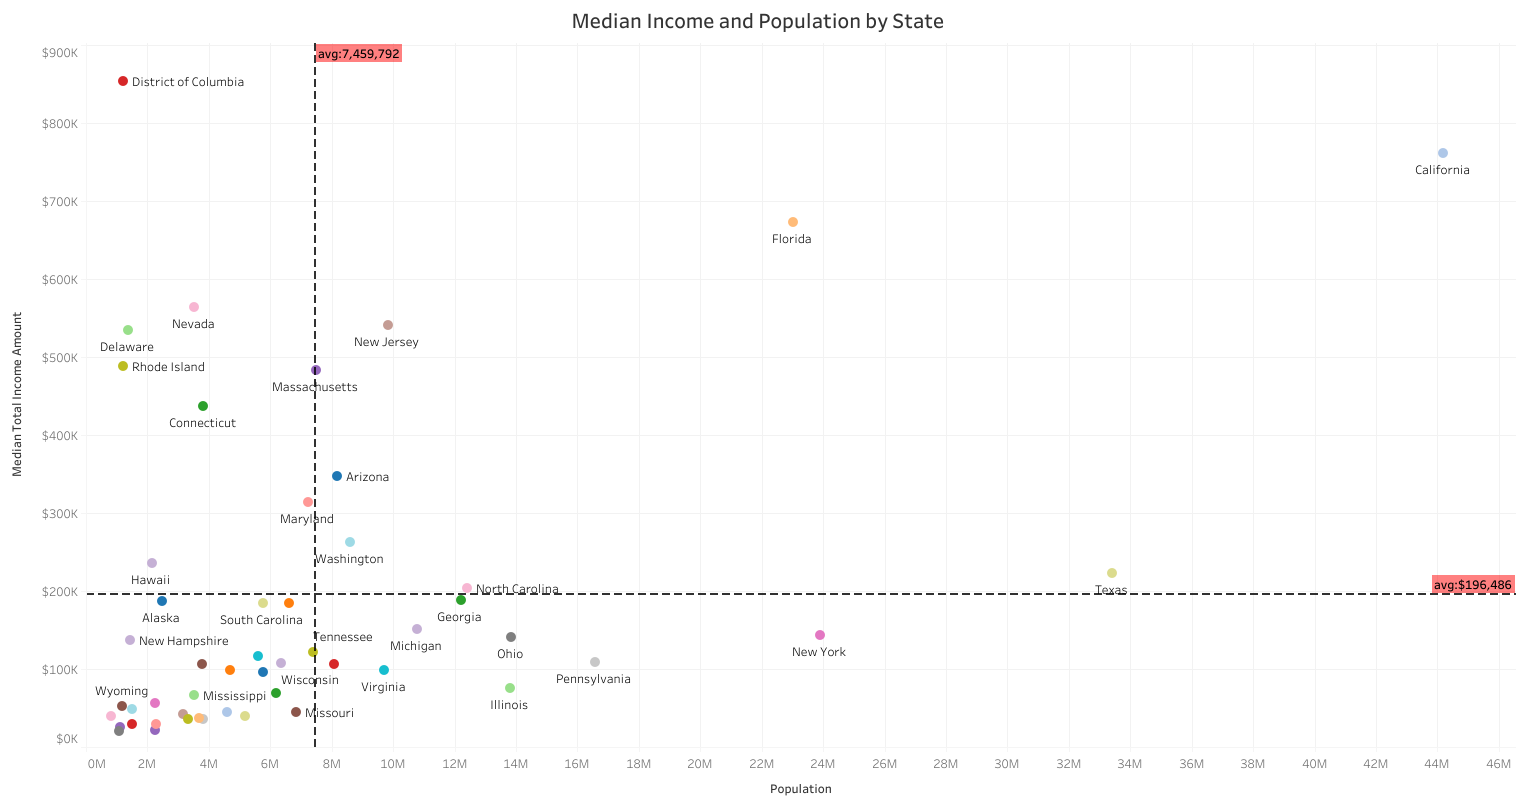 Median Income and Population by State
avg:7,459,792
$900K
District of Columbia
$800K
California
$700K
Florida
$600K
Nevada
New Jersey
Delaware
$500K
Rhode Island
Massachusetts
Connecticut
$400K
Arizona
$300K
Maryland
Washington
Hawaii
avg:$196,486
North Carolina
Texas
$200K
Alaska
South Carolina
Georgia
Tennessee
New Hampshire
Michigan
Ohio
New York
$100K
Wisconsin
Virginia
Pennsylvania
Wyoming
Mississippi
Illinois
Missouri
$0K
Median Total Income Amount
0M 2M 4M 6M 8M 10M 12M 14M 16M 18M 20M 22M 24M 26M 28M 30M 32M 34M 36M 38M 40M 42M 44M 46M
Population